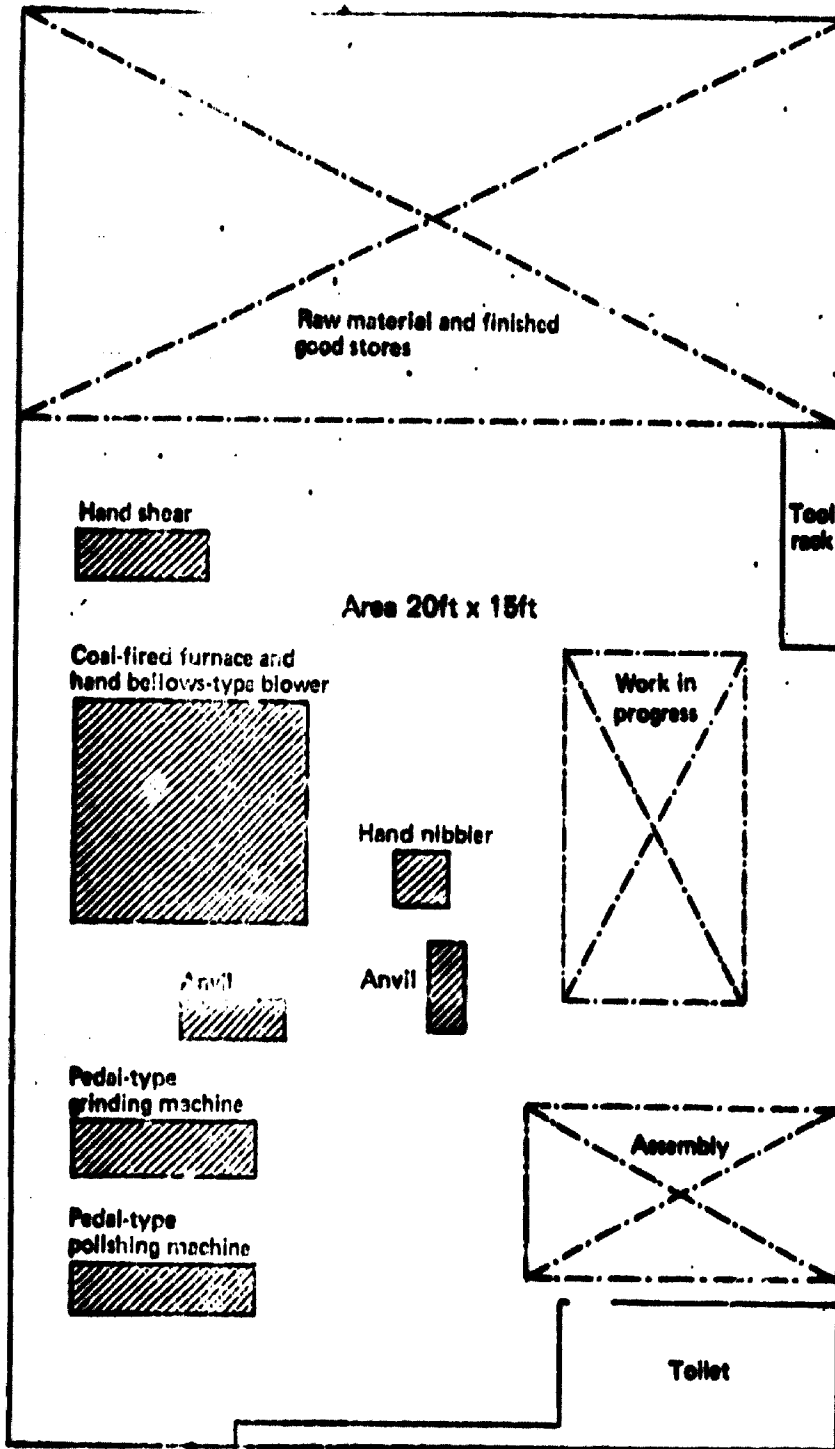 Raw material and finished
good stores
Hand shear
Tool
rack
Area 20ft x 15ft
Coal-fired furnace and
hand bellows-type blower
Work in
progress
Hand nibbler
Anvil
Anvil
Pedal-type
grinding machine
Assembly
Pedal-type
polishing machine
Toilet